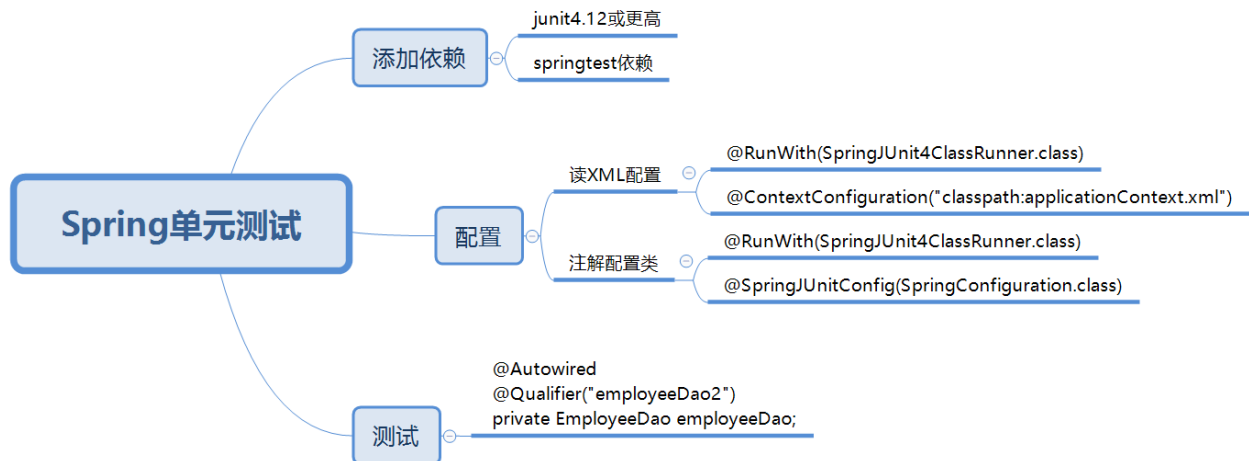 Spring单元测试
添加依赖
junit4.12或更高
springtest依赖
配置
读XML配置
@RunWith(SpringJUnit4ClassRunner.class)
@ContextConfiguration("classpath:applicationContext.xml")
注解配置类
@RunWith(SpringJUnit4ClassRunner.class)
@SpringJUnitConfig(SpringConfiguration.class)
测试
@Autowired
@Qualifier("employeeDao2")
private EmployeeDao employeeDao;